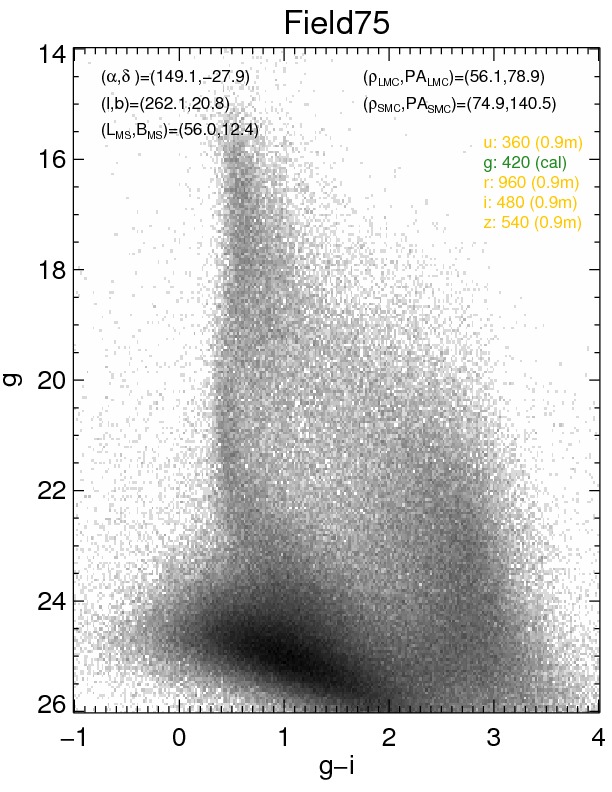 Field75
(α,δ )=(149.1,−27.9)
(ρLMC,PALMC)=(56.1,78.9)
(l,b)=(262.1,20.8)
(ρSMC,PASMC)=(74.9,140.5)
(LMS,BMS)=(56.0,12.4)
u: 360 (0.9m)
g: 420 (cal)
r: 960 (0.9m)
i: 480 (0.9m)
z: 540 (0.9m)
14
16
18
20
22
24
26
g
−1 0 1 2 3 4
g−i